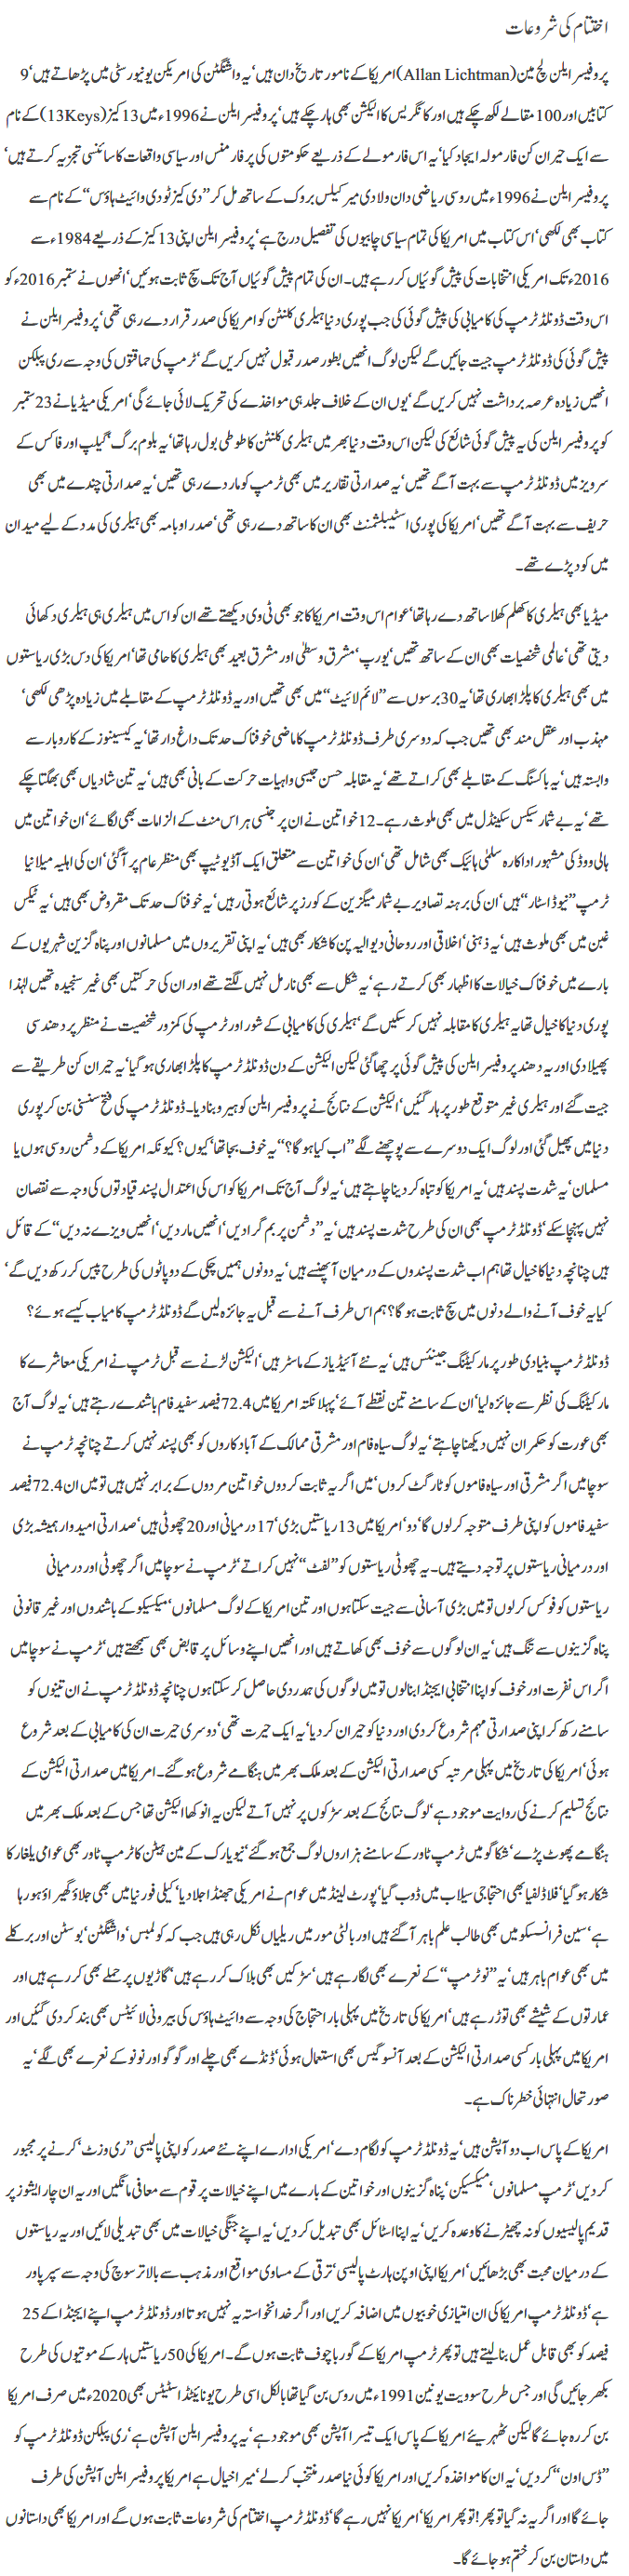 اختتام کی شروعات
پروفیسر ایلن لچ مین(Allan Lichtman)امریکا کے نامور تاریخ دان ہیں‘ یہ واشنگٹن کی امریکن یونیورسٹی میں پڑھاتے ہیں‘ 9
کتابیں اور 100 مقالے لکھ چکے ہیں اور کانگریس کا الیکشن بھی ہار چکے ہیں‘ پروفیسر ایلن نے 1996ء میں 13 کیز(13Keys) کے نام
سے ایک حیران کن فارمولہ ایجاد کیا‘ یہ اس فارمولے کے ذریعے حکومتوں کی پرفارمنس اور سیاسی واقعات کا سائنسی تجزیہ کرتے ہیں‘
پروفیسر ایلن نے 1996ء میں روسی ریاضی دان ولادی میر کیلس بروک کے ساتھ مل کر ’’دی کیز ٹو دی وائیٹ ہاؤس‘‘ کے نام سے
کتاب بھی لکھی‘ اس کتاب میں امریکا کی تمام سیاسی چابیوں کی تفصیل درج ہے‘ پروفیسر ایلن اپنی 13 کیز کے ذریعے 1984ء سے
2016ء تک امریکی انتخابات کی پیش گوئیاں کر رہے ہیں۔ ان کی تمام پیش گوئیاں آج تک سچ ثابت ہوئیں‘ انھوں نے ستمبر 2016ء کو
اس وقت ڈونلڈ ٹرمپ کی کامیابی کی پیش گوئی کی جب پوری دنیا ہیلری کلنٹن کو امریکا کی صدر قرار دے رہی تھی‘ پروفیسر ایلن نے
پیش گوئی کی ڈونلڈ ٹرمپ جیت جائیں گے لیکن لوگ انھیں بطور صدر قبول نہیں کریں گے‘ ٹرمپ کی حماقتوں کی وجہ سے ری پبلکن
انھیں زیادہ عرصہ برداشت نہیں کریں گے‘ یوں ان کے خلاف جلد ہی مواخذے کی تحریک لائی جائے گی‘ امریکی میڈیا نے 23 ستمبر
کو پروفیسر ایلن کی یہ پیش گوئی شائع کی لیکن اس وقت دنیا بھر میں ہیلری کلنٹن کا طوطی بول رہا تھا‘ یہ بلوم برگ‘ گیلپ اور فاکس کے
سرویز میں ڈونلڈ ٹرمپ سے بہت آگے تھیں‘ یہ صدارتی تقاریر میں بھی ٹرمپ کو مار دے رہی تھیں‘ یہ صدارتی چندے میں بھی
حریف سے بہت آگے تھیں‘ امریکا کی پوری اسٹیبلشمنٹ بھی ان کا ساتھ دے رہی تھی‘ صدر اوبامہ بھی ہیلری کی مدد کے لیے میدان
میں کود پڑے تھے۔
میڈیا بھی ہیلری کا کھلم کھلا ساتھ دے رہا تھا‘ عوام اس وقت امریکا کا جو بھی ٹی وی دیکھتے تھے ان کو اس میں ہیلری ہی ہیلری دکھائی
دیتی تھی‘ عالمی شخصیات بھی ان کے ساتھ تھیں‘ یورپ‘ مشرق وسطیٰ اور مشرق بعید بھی ہیلری کا حامی تھا‘ امریکا کی دس بڑی ریاستوں
میں بھی ہیلری کا پلڑا بھاری تھا‘ یہ 30 برسوں سے ’’لائم لائیٹ‘‘ میں بھی تھیں اور یہ ڈونلڈ ٹرمپ کے مقابلے میں زیادہ پڑھی لکھی‘
مہذب اور عقل مند بھی تھیں جب کہ دوسری طرف ڈونلڈ ٹرمپ کا ماضی خوفناک حد تک داغ دار تھا‘ یہ کیسینوز کے کاروبار سے
وابستہ ہیں‘ یہ باکسنگ کے مقابلے بھی کراتے تھے‘ یہ مقابلہ حسن جیسی واہیات حرکت کے بانی بھی ہیں‘ یہ تین شادیاں بھی بھگتا چکے
تھے‘ یہ بے شمار سیکس سکینڈل میں بھی ملوث رہے۔ 12 خواتین نے ان پر جنسی ہراس منٹ کے الزامات بھی لگائے‘ ان خواتین میں
ہالی ووڈ کی مشہور اداکارہ سلمیٰ ہائیک بھی شامل تھی‘ ان کی خواتین سے متعلق ایک آڈیو ٹیپ بھی منظر عام پر آ گئی‘ ان کی اہلیہ میلانیا
ٹرمپ ’’نیوڈ اسٹار‘‘ ہیں‘ ان کی برہنہ تصاویر بے شمار میگزین کے کورز پر شائع ہوتی رہیں‘ یہ خوفناک حد تک مقروض بھی ہیں‘ یہ ٹیکس
غبن میں بھی ملوث ہیں‘ یہ ذہنی‘ اخلاقی اور روحانی دیوالیہ پن کا شکار بھی ہیں‘ یہ اپنی تقریروں میں مسلمانوں اور پناہ گزین شہریوں کے
بارے میں خوفناک خیالات کا اظہار بھی کرتے رہے‘ یہ شکل سے بھی نارمل نہیں لگتے تھے اور ان کی حرکتیں بھی غیر سنجیدہ تھیں لہٰذا
پوری دنیا کا خیال تھا یہ ہیلری کا مقابلہ نہیں کر سکیں گے‘ ہیلری کی کامیابی کے شور اور ٹرمپ کی کمزور شخصیت نے منظر پر دھند سی
پھیلا دی اور یہ دھند پروفیسر ایلن کی پیش گوئی پر چھا گئی لیکن الیکشن کے دن ڈونلڈ ٹرمپ کا پلڑا بھاری ہو گیا‘ یہ حیران کن طریقے سے
جیت گئے اور ہیلری غیر متوقع طور پر ہار گئیں‘ الیکشن کے نتائج نے پروفیسر ایلن کو ہیرو بنا دیا۔ ڈونلڈ ٹرمپ کی فتح سنسنی بن کر پوری
دنیا میں پھیل گئی اور لوگ ایک دوسرے سے پوچھنے لگے ’’اب کیا ہو گا؟‘‘ یہ خوف بجا تھا‘ کیوں؟ کیونکہ امریکا کے دشمن روسی ہوں یا
مسلمان‘ یہ شدت پسند ہیں‘ یہ امریکا کو تباہ کر دینا چاہتے ہیں‘ یہ لوگ آج تک امریکا کو اس کی اعتدال پسند قیادتوں کی وجہ سے نقصان
نہیں پہنچا سکے‘ ڈونلڈ ٹرمپ بھی ان کی طرح شدت پسند ہیں‘ یہ ’’دشمن پر بم گرا دیں‘ انھیں مار دیں‘ انھیں ویزے نہ دیں‘‘ کے قائل
ہیں چنانچہ دنیا کا خیال تھا ہم اب شدت پسندوں کے درمیان آ پھنسے ہیں‘ یہ دونوں ہمیں چکی کے دو پاٹوں کی طرح پیس کر رکھ دیں گے‘
کیا یہ خوف آنے والے دنوں میں سچ ثابت ہو گا؟ ہم اس طرف آنے سے قبل یہ جائزہ لیں گے ڈونلڈ ٹرمپ کامیاب کیسے ہوئے؟
ڈونلڈ ٹرمپ بنیادی طور پر مارکیٹنگ جینئس ہیں‘ یہ نئے آئیڈیاز کے ماسٹر ہیں‘ الیکشن لڑنے سے قبل ٹرمپ نے امریکی معاشرے کا
مارکیٹنگ کی نظر سے جائزہ لیا‘ ان کے سامنے تین نقطے آئے‘ پہلا نکتہ امریکا میں 72.4 فیصد سفید فام باشندے رہتے ہیں‘ یہ لوگ آج
بھی عورت کو حکمران نہیں دیکھنا چاہتے‘ یہ لوگ سیاہ فام اور مشرقی ممالک کے آباد کاروں کو بھی پسند نہیں کرتے چنانچہ ٹرمپ نے
سوچا میں اگر مشرقی اور سیاہ فاموں کو ٹارگٹ کروں‘ میں اگر یہ ثابت کردوں خواتین مردوں کے برابر نہیں ہیں تو میں ان 72.4 فیصد
سفید فاموں کو اپنی طرف متوجہ کر لوں گا‘ دو‘ امریکا میں 13 ریاستیں بڑی‘ 17 درمیانی اور 20 چھوٹی ہیں‘ صدارتی امیدوار ہمیشہ بڑی
اور درمیانی ریاستوں پر توجہ دیتے ہیں۔ یہ چھوٹی ریاستوں کو ’’لفٹ‘‘ نہیں کراتے‘ ٹرمپ نے سوچا میں اگر چھوٹی اور درمیانی
ریاستوں کو فوکس کر لوں تو میں بڑی آسانی سے جیت سکتا ہوں اور تین امریکا کے لوگ مسلمانوں‘ میکسیکو کے باشندوں اور غیر قانونی
پناہ گزینوں سے تنگ ہیں‘ یہ ان لوگوں سے خوف بھی کھاتے ہیں اور انھیں اپنے وسائل پر قابض بھی سمجھتے ہیں‘ ٹرمپ نے سوچا میں
اگر اس نفرت اور خوف کو اپنا انتخابی ایجنڈا بنا لوں تو میں لوگوں کی ہمدردی حاصل کر سکتا ہوں چنانچہ ڈونلڈ ٹرمپ نے ان تینوں کو
سامنے رکھ کر اپنی صدارتی مہم شروع کر دی اور دنیا کو حیران کر دیا‘ یہ ایک حیرت تھی‘ دوسری حیرت ان کی کامیابی کے بعد شروع
ہوئی‘ امریکا کی تاریخ میں پہلی مرتبہ کسی صدارتی الیکشن کے بعد ملک بھر میں ہنگامے شروع ہو گئے۔ امریکا میں صدارتی الیکشن کے
نتائج تسلیم کرنے کی روایت موجود ہے‘ لوگ نتائج کے بعد سڑکوں پر نہیں آتے لیکن یہ انوکھا الیکشن تھا جس کے بعد ملک بھر میں
ہنگامے پھوٹ پڑے‘ شکاگو میں ٹرمپ ٹاور کے سامنے ہزاروں لوگ جمع ہو گئے‘ نیویارک کے مین ہیٹن کا ٹرمپ ٹاور بھی عوامی یلغار کا
شکار ہو گیا‘ فلاڈلفیا بھی احتجاجی سیلاب میں ڈوب گیا‘ پورٹ لینڈ میں عوام نے امریکی جھنڈا جلا دیا‘ کیلی فورنیا میں بھی جلاؤ گھیراؤ ہو رہا
ہے‘ سین فرانسسکو میں بھی طالب علم باہر آ گئے ہیں اور بالٹی مور میں ریلیاں نکل رہی ہیں جب کہ کولمبس‘ واشنگٹن‘ بوسٹن اور برکلے
میں بھی عوام باہر ہیں‘ یہ ’’نو ٹرمپ‘‘ کے نعرے بھی لگا رہے ہیں‘ سڑکیں بھی بلاک کر رہے ہیں‘ گاڑیوں پر حملے بھی کر رہے ہیں اور
عمارتوں کے شیشے بھی توڑ رہے ہیں‘ امریکا کی تاریخ میں پہلی بار احتجاج کی وجہ سے وائیٹ ہاؤس کی بیرونی لائیٹس بھی بند کر دی گئیں اور
امریکا میں پہلی بار کسی صدارتی الیکشن کے بعد آنسو گیس بھی استعمال ہوئی‘ ڈنڈے بھی چلے اور گو گو اور نو نو کے نعرے بھی لگے‘ یہ
صورتحال انتہائی خطرناک ہے۔
امریکا کے پاس اب دو آپشن ہیں‘ یہ ڈونلڈ ٹرمپ کو لگام دے‘ امریکی ادارے اپنے نئے صدر کو اپنی پالیسی ’’ری وزٹ‘ کرنے پر مجبور
کر دیں‘ ٹرمپ مسلمانوں‘ میکسیکن‘ پناہ گزینوں اور خواتین کے بارے میں اپنے خیالات پر قوم سے معافی مانگیں اور یہ ان چار ایشوز پر
قدیم پالیسیوں کو نہ چھیڑنے کا وعدہ کریں‘ یہ اپنا اسٹائل بھی تبدیل کر دیں‘ یہ اپنے جنگی خیالات میں بھی تبدیلی لائیں اور یہ ریاستوں
کے درمیان محبت بھی بڑھائیں‘ امریکا اپنی اوپن ہارٹ پالیسی‘ ترقی کے مساوی مواقع اور مذہب سے بالاتر سوچ کی وجہ سے سپر پاور
ہے‘ ڈونلڈ ٹرمپ امریکا کی ان امتیازی خوبیوں میں اضافہ کریں اور اگر خدانخواستہ یہ نہیں ہوتا اور ڈونلڈ ٹرمپ اپنے ایجنڈا کے 25
فیصد کو بھی قابل عمل بنا لیتے ہیں تو پھر ٹرمپ امریکا کے گورباچوف ثابت ہوں گے۔ امریکا کی 50 ریاستیں ہار کے موتیوں کی طرح
بکھر جائیں گی اور جس طرح سوویت یونین 1991ء میں روس بن گیا تھا بالکل اسی طرح یونائیٹڈ اسٹیٹس بھی 2020ء میں صرف امریکا
بن کر رہ جائے گا لیکن ٹھہریئے امریکا کے پاس ایک تیسرا آپشن بھی موجود ہے‘ یہ پروفیسر ایلن آپشن ہے‘ ری پبلکن ڈونلڈ ٹرمپ کو
’’ڈس اون‘‘ کر دیں‘ یہ ان کا مواخذہ کریں اور امریکا کوئی نیا صدر منتخب کر لے‘ میرا خیال ہے امریکا پروفیسر ایلن آپشن کی طرف
جائے گا اور اگر یہ نہ گیا تو پھر! تو پھر امریکا‘ امریکا نہیں رہے گا‘ ڈونلڈ ٹرمپ اختتام کی شروعات ثابت ہوں گے اور امریکا بھی داستانوں
میں داستان بن کر ختم ہو جائے گا۔